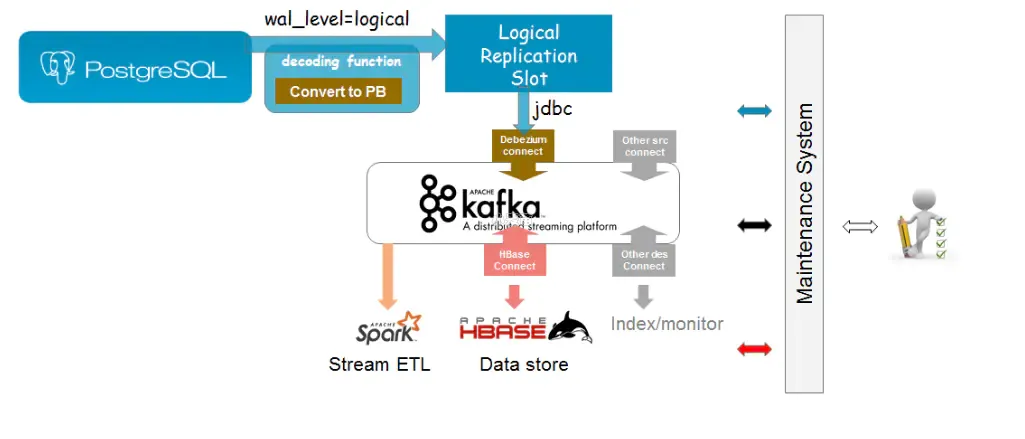 wal_level=logical
PostgreSQL
decoding function
Convert to PB
Logical
Replication
Slot
jdbc
Debezium
connect
Other src
connect
APACHE
kafka
A distributed streaming platform
HBase
Connect
Other des
Connect
APACHE
Spark
Stream ETL
APACHE
HBASE
Data store
Index/monitor
Maintenance System